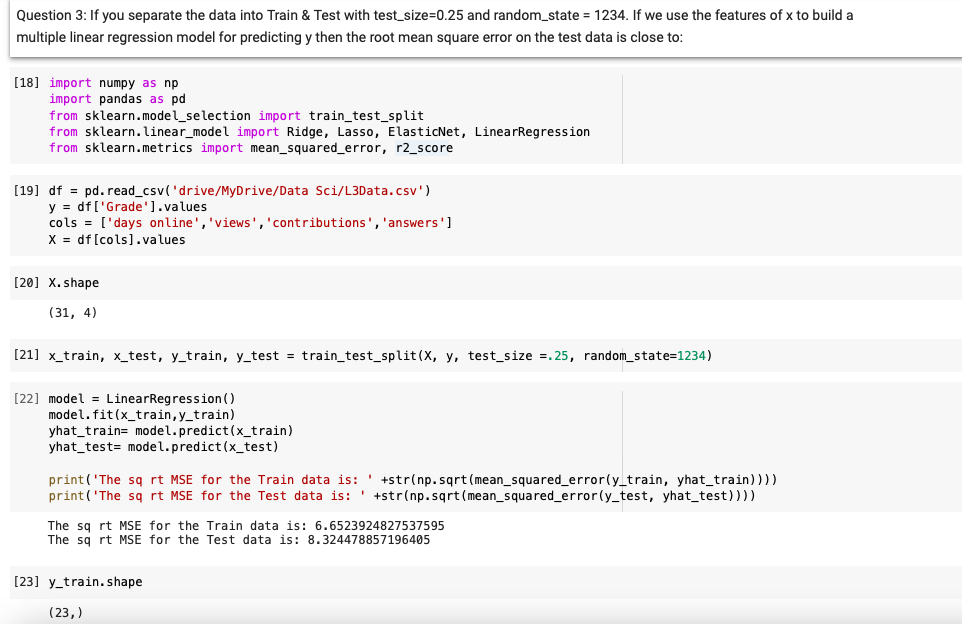 Question 3: If you separate the data into Train & Test with test_size=0.25 and random_state = 1234. If we use the features of x to build a
multiple linear regression model for predicting y then the root mean square error on the test data is close to:
[18] import numpy as np
import pandas as pd
from sklearn.model_selection import train_test_split
from sklearn.linear_model import Ridge, Lasso, ElasticNet, LinearRegression
from sklearn.metrics import mean_squared_error, r2_score
[19] df = pd.read_csv('drive/MyDrive/Data Sci/L3Data.csv')
y = df['Grade'].values
cols = ['days online','views','contributions','answers']
X = df[cols].values
[20] X.shape
(31, 4)
[21] x_train, x_test, y_train, y_test = train_test_split(X, y, test_size =.25, random_state=1234)
[22] model = LinearRegression()
model.fit(x_train,y_train)
yhat_train= model.predict(x_train)
yhat_test= model.predict(x_test)
print('The sq rt MSE for the Train data is: ' +str(np.sqrt(mean_squared_error(y_train, yhat_train))))
print('The sq rt MSE for the Test data is: ' +str(np.sqrt(mean_squared_error(y_test, yhat_test))))
The sq rt MSE for the Train data is: 6.6523924827537595
The sq rt MSE for the Test data is: 8.324478857196405
[23] y_train.shape
(23,)